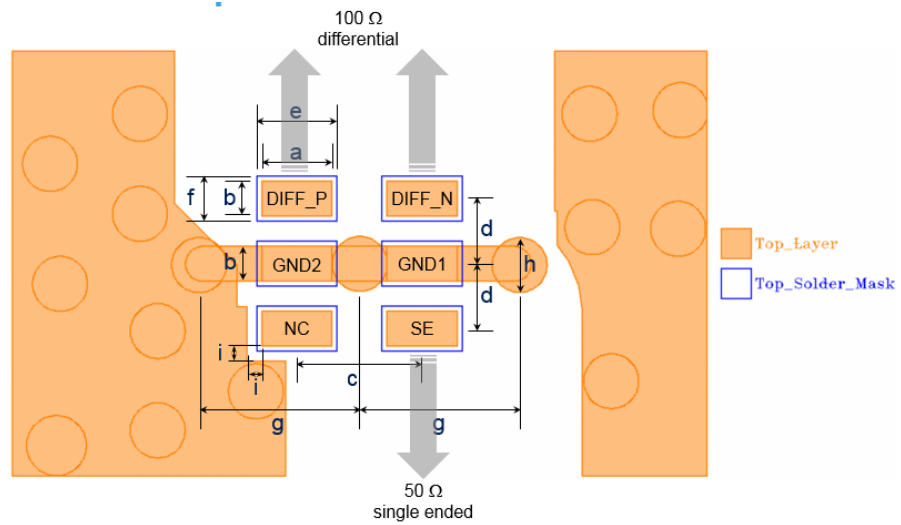 100 Ω
differential
e
a
f
b
DIFF_P
DIFF_N
d
b
GND2
GND1
h
Top_Layer
Top_Solder_Mask
d
NC
SE
i
i
c
g
g
50 Ω
single ended